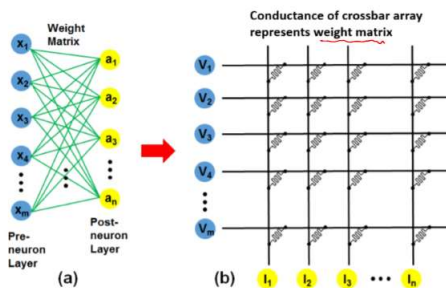 Weight
Matrix
x1
x2
x3
x4
xm
a1
a2
a3
an
Pre-
neuron
Layer
Post-
neuron
Layer
(a)
Conductance of crossbar array
represents weight matrix
V1
V2
V3
V4
Vm
(b)
I1
I2
I3
In